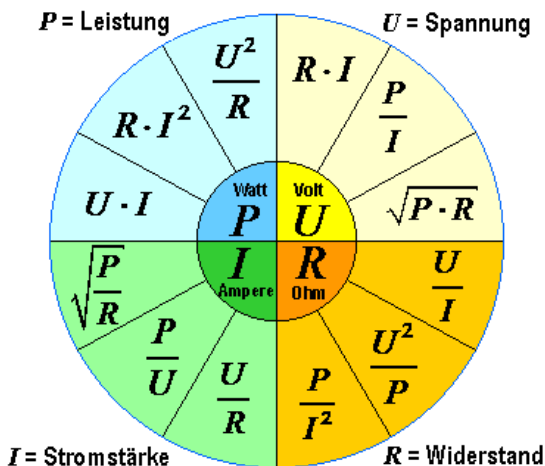 P = Leistung
U = Spannung
U²/R
R · I
R · I²
P/I
U · I
√(P · R)
Watt
Volt
P
U
I
R
Ampere
Ohm
√(P/R)
U/I
P/U
U²/P
U/R
P/I²
I = Stromstärke
R = Widerstand